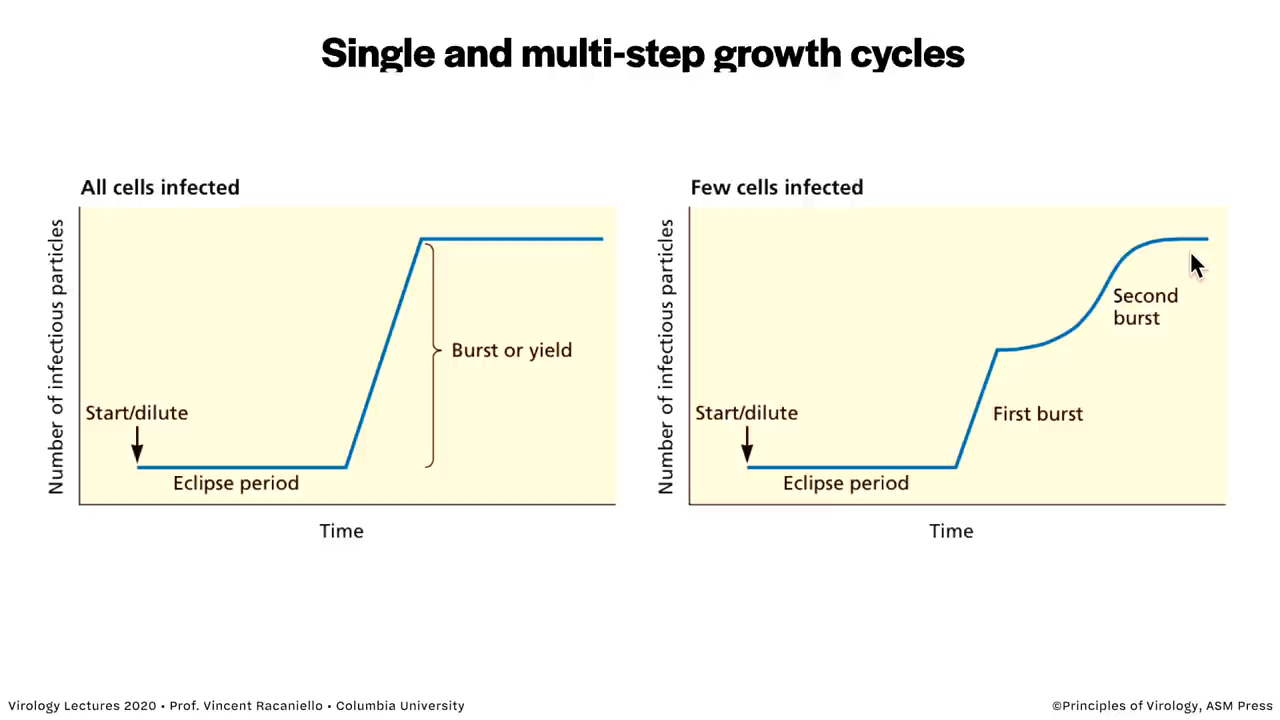 Single and multi-step growth cycles
All cells infected
Number of infectious particles
Start/dilute
Eclipse period
Burst or yield
Time
Few cells infected
Number of infectious particles
Start/dilute
Eclipse period
First burst
Second
burst
Time
Virology Lectures 2020 • Prof. Vincent Racaniello • Columbia University
©Principles of Virology, ASM Press